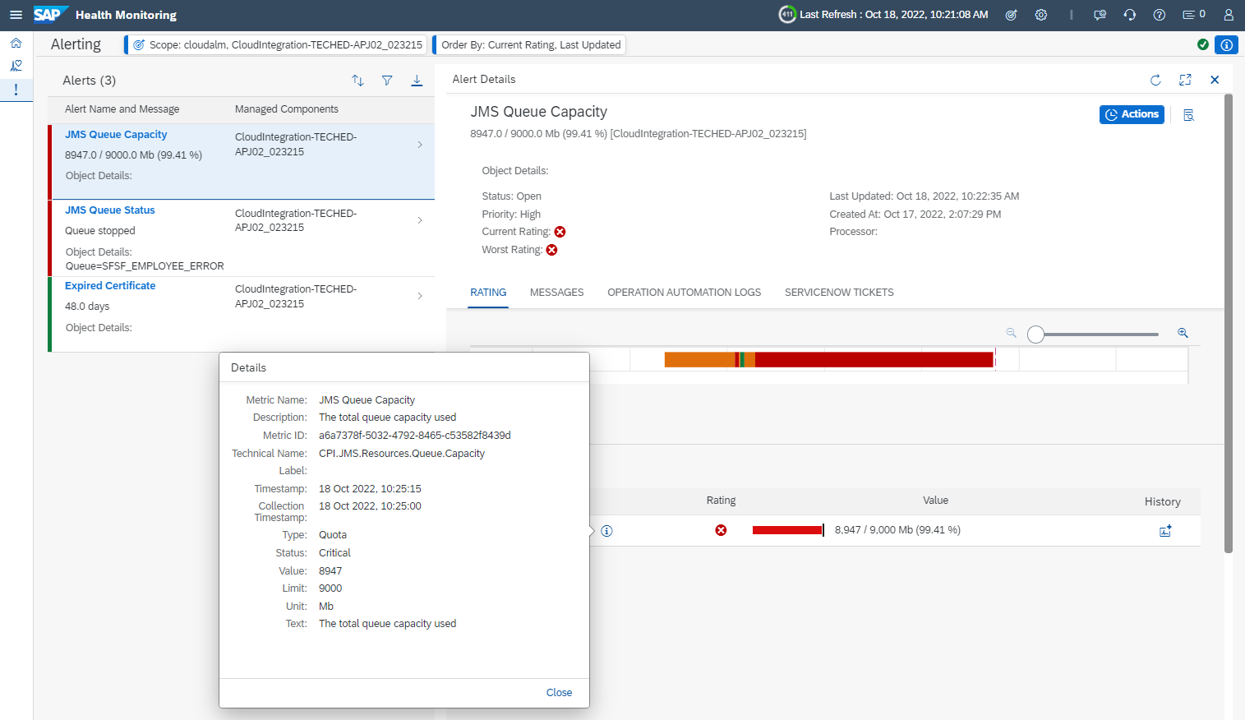 SAP Health Monitoring
411 Last Refresh : Oct 18, 2022, 10:21:08 AM
0
Alerting
Scope: cloudalm, CloudIntegration-TECHED-APJ02_023215
Order By: Current Rating, Last Updated
Alerts (3)
Alert Name and Message Managed Components
JMS Queue Capacity
8947.0 / 9000.0 Mb (99.41 %)
Object Details:
CloudIntegration-TECHED-
APJ02_023215
JMS Queue Status
Queue stopped
Object Details:
Queue=SFSF_EMPLOYEE_ERROR
CloudIntegration-TECHED-
APJ02_023215
Expired Certificate
48.0 days
Object Details:
CloudIntegration-TECHED-
APJ02_023215
Alert Details
JMS Queue Capacity
8947.0 / 9000.0 Mb (99.41 %) [CloudIntegration-TECHED-APJ02_023215]
Actions
Object Details:
Status: Open
Priority: High
Current Rating:
Worst Rating:
Last Updated: Oct 18, 2022, 10:22:35 AM
Created At: Oct 17, 2022, 2:07:29 PM
Processor:
RATING MESSAGES OPERATION AUTOMATION LOGS SERVICENOW TICKETS
Rating Value History
8,947 / 9,000 Mb (99.41 %)
Details
Metric Name: JMS Queue Capacity
Description: The total queue capacity used
Metric ID: a6a7378f-5032-4792-8465-c53582f8439d
Technical Name: CPI.JMS.Resources.Queue.Capacity
Label:
Timestamp: 18 Oct 2022, 10:25:15
Collection Timestamp: 18 Oct 2022, 10:25:00
Type: Quota
Status: Critical
Value: 8947
Limit: 9000
Unit: Mb
Text: The total queue capacity used
Close